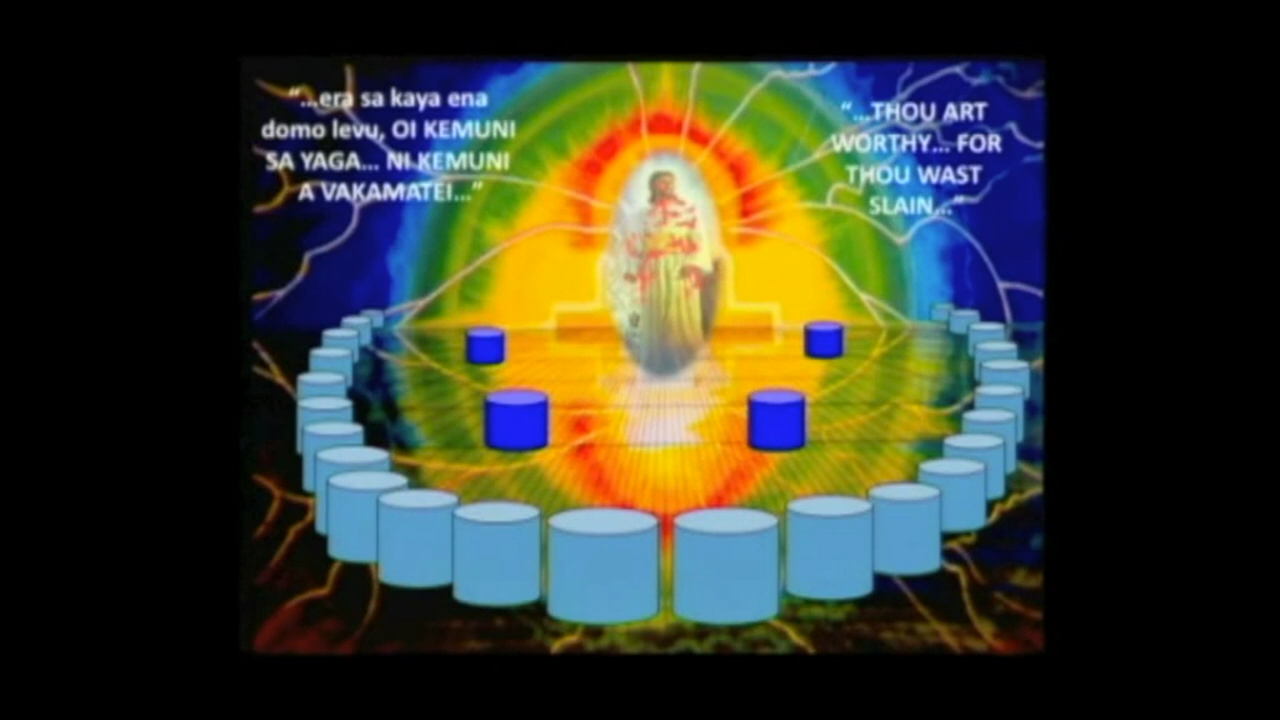 “...era sa kaya ena
domo levu, OI KEMUNI
SA YAGA... NI KEMUNI
A VAKAMATEI...”
“...THOU ART
WORTHY... FOR
THOU WAST
SLAIN...”